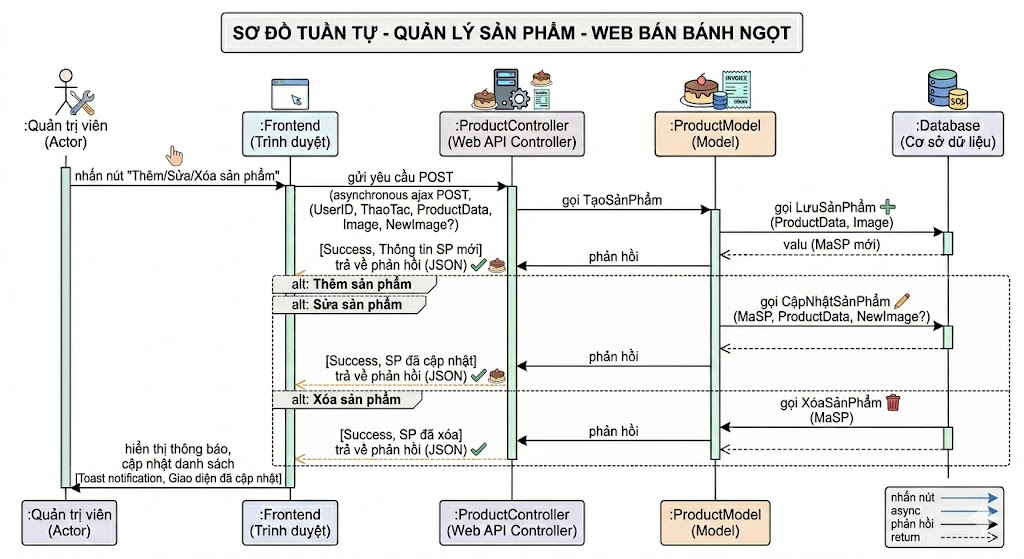 SƠ ĐỒ TUẦN TỰ - QUẢN LÝ SẢN PHẨM - WEB BÁN BÁNH NGỌT
INVOICE
SQL
:Quản trị viên
(Actor)
:Frontend
(Trình duyệt)
:ProductController
(Web API Controller)
:ProductModel
(Model)
:Database
(Cơ sở dữ liệu)
nhấn nút "Thêm/Sửa/Xóa sản phẩm"
gửi yêu cầu POST
(asynchronous ajax POST,
(UserID, ThaoTac, ProductData,
Image, NewImage?)
gọi TạoSảnPhẩm
gọi LưuSảnPhẩm
(ProductData, Image)
valu (MaSP mới)
phản hồi
[Success, Thông tin SP mới]
trả về phản hồi (JSON)
alt: Thêm sản phẩm
alt: Sửa sản phẩm
gọi CậpNhậtSảnPhẩm
(MaSP, ProductData, NewImage?)
phản hồi
[Success, SP đã cập nhật]
trả về phản hồi (JSON)
alt: Xóa sản phẩm
gọi XóaSảnPhẩm
(MaSP)
phản hồi
[Success, SP đã xóa]
trả về phản hồi (JSON)
hiển thị thông báo,
cập nhật danh sách
[Toast notification, Giao diện đã cập nhật]
:Quản trị viên
(Actor)
:Frontend
(Trình duyệt)
:ProductController
(Web API Controller)
:ProductModel
(Model)
nhấn nút
async
phản hồi
return